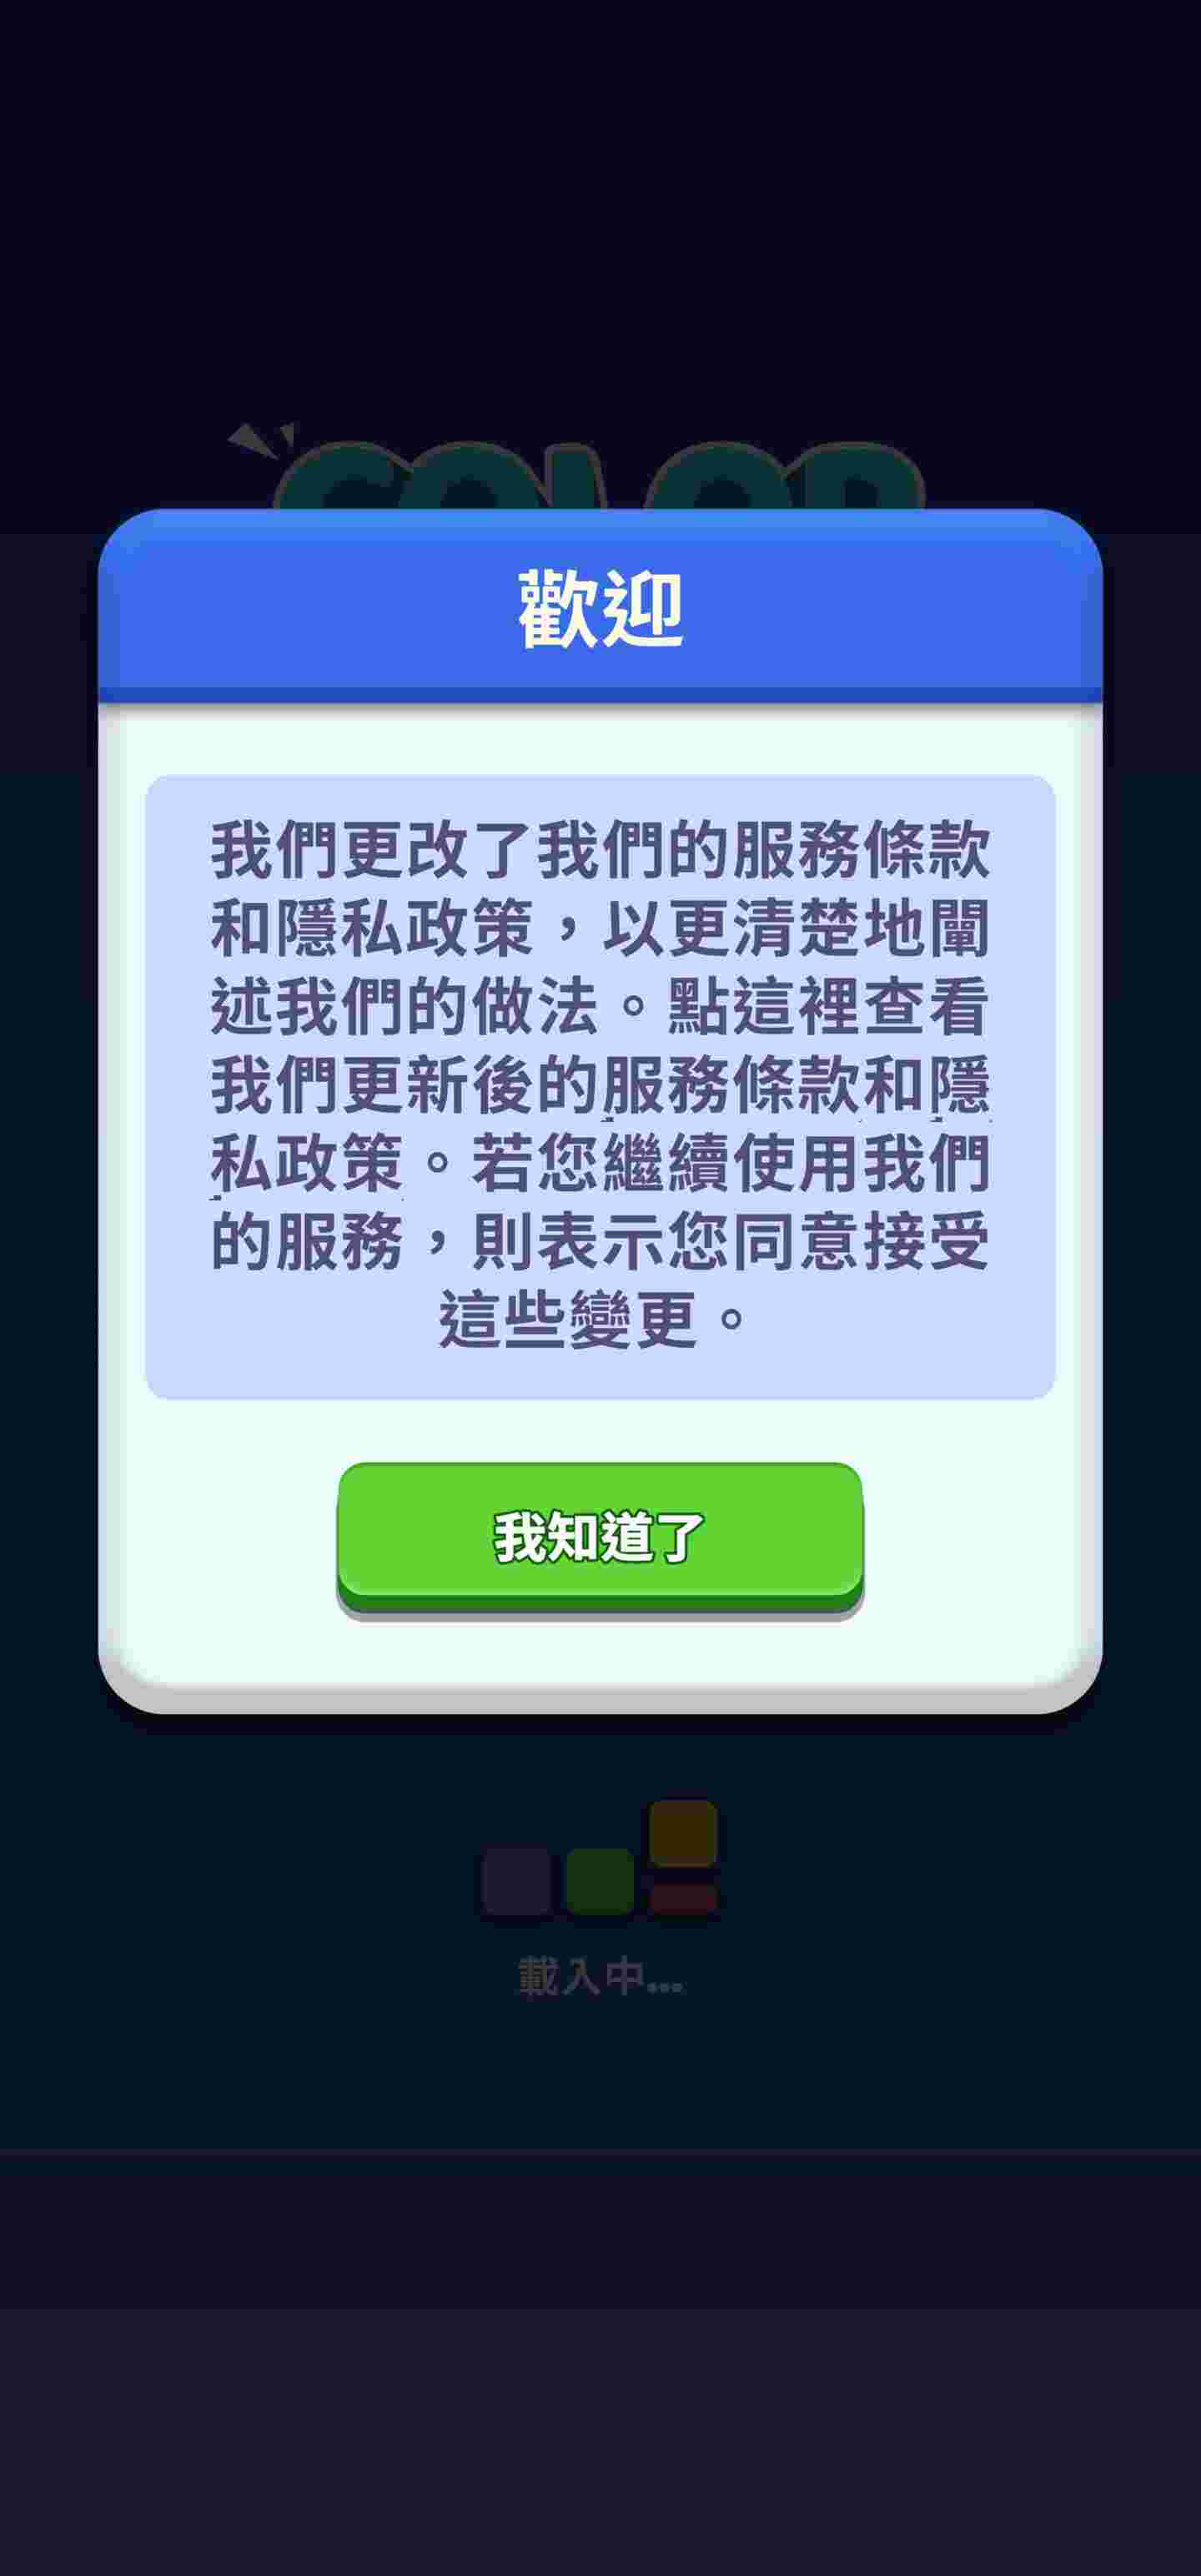 COLOR
歡迎
我們更改了我們的服務條款
和隱私政策，以更清楚地闡
述我們的做法。點這裡查看
我們更新後的服務條款和隱
私政策。若您繼續使用我們
的服務，則表示您同意接受
這些變更。
我知道了
載入中...